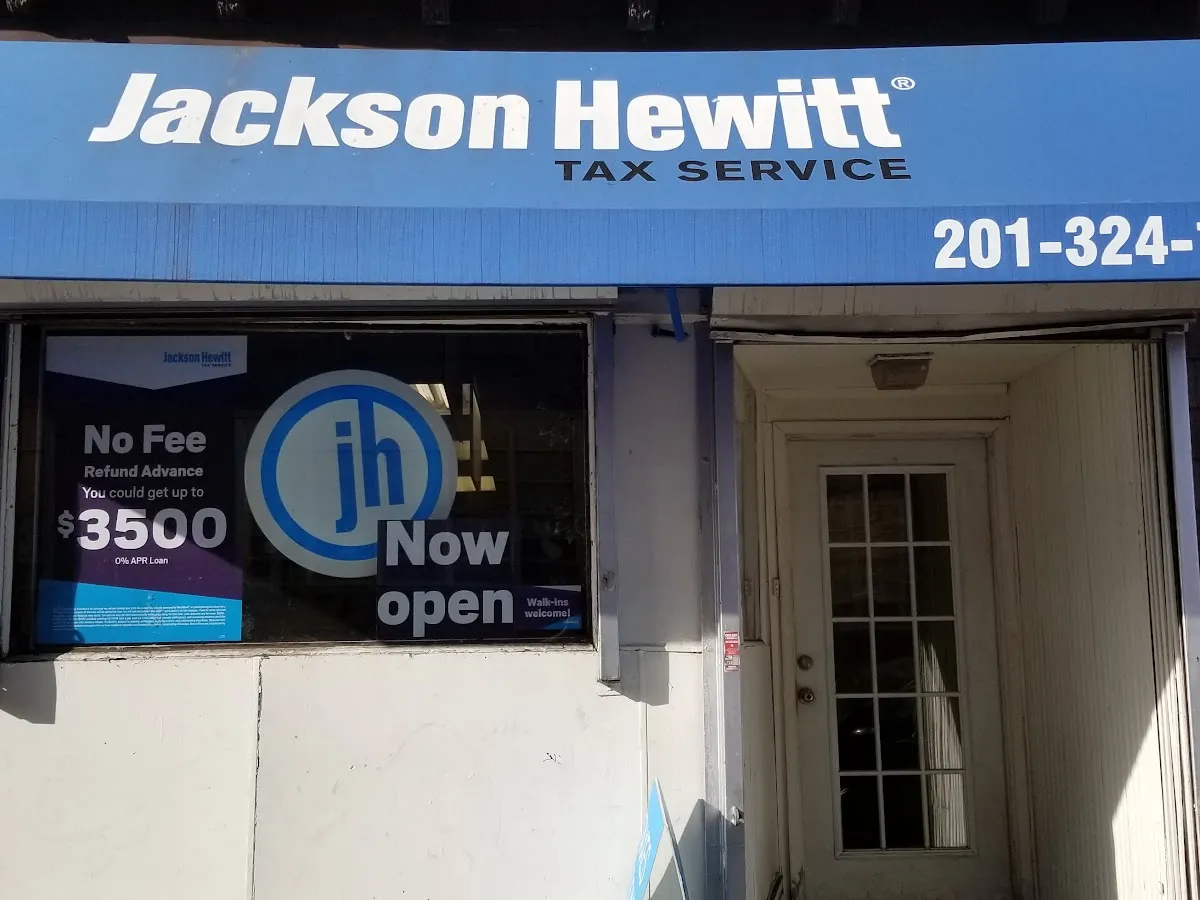 Jackson Hewitt®
TAX SERVICE
201-324-
Jackson Hewitt
TAX SERVICE
No Fee
Refund Advance
You could get up to
$3500
0% APR Loan
jh
Now
open
Walk-ins
welcome!